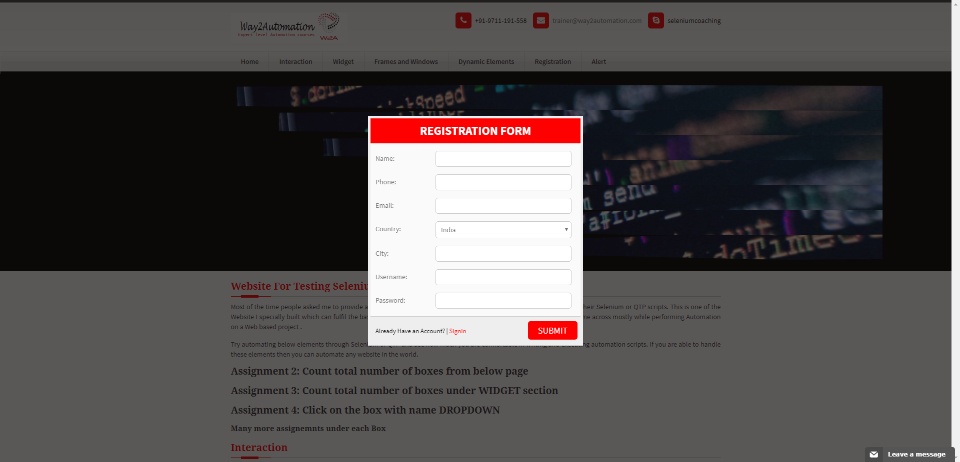 Way2Automation
+91-9711-191-558
trainer@way2automation.com
seleniumcoaching
Home Interaction Widget Frames and Windows Dynamic Elements Registration Alert
REGISTRATION FORM
Name:
Phone:
Email:
Country: India
City:
Username:
Password:
Already Have an Account? | Signin
SUBMIT
Website For Testing Seleniu
Most of the time people asked me to provide a
their Selenium or QTP scripts. This is one of the
Website I specially built which can fulfil the
across mostly while performing Automation
on a Web based project .
Try automating below elements through Selen
automation scripts. If you are able to handle
these elements then you can automate any website in the world.
Assignment 2: Count total number of boxes from below page
Assignment 3: Count total number of boxes under WIDGET section
Assignment 4: Click on the box with name DROPDOWN
Many more assignemnts under each Box
Interaction
Leave a message